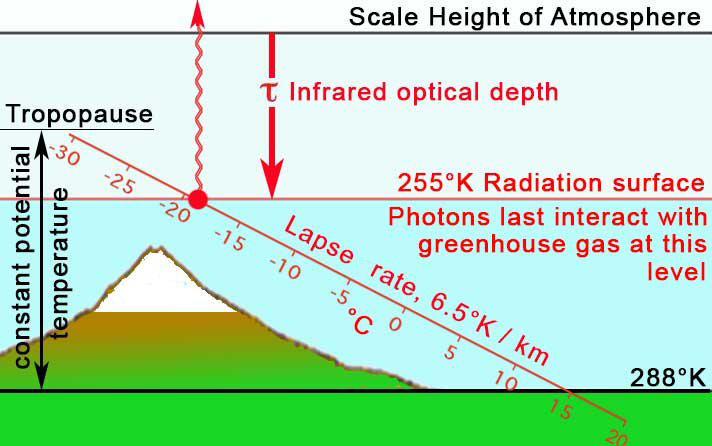 Scale Height of Atmosphere
τ Infrared optical depth
Tropopause
255°K Radiation surface
Photons last interact with
greenhouse gas at this
level
constant potential
temperature
Lapse rate, 6.5°K / km
-30
-25
-20
-15
-10
-5
0
5
10
15
20
°C
288°K